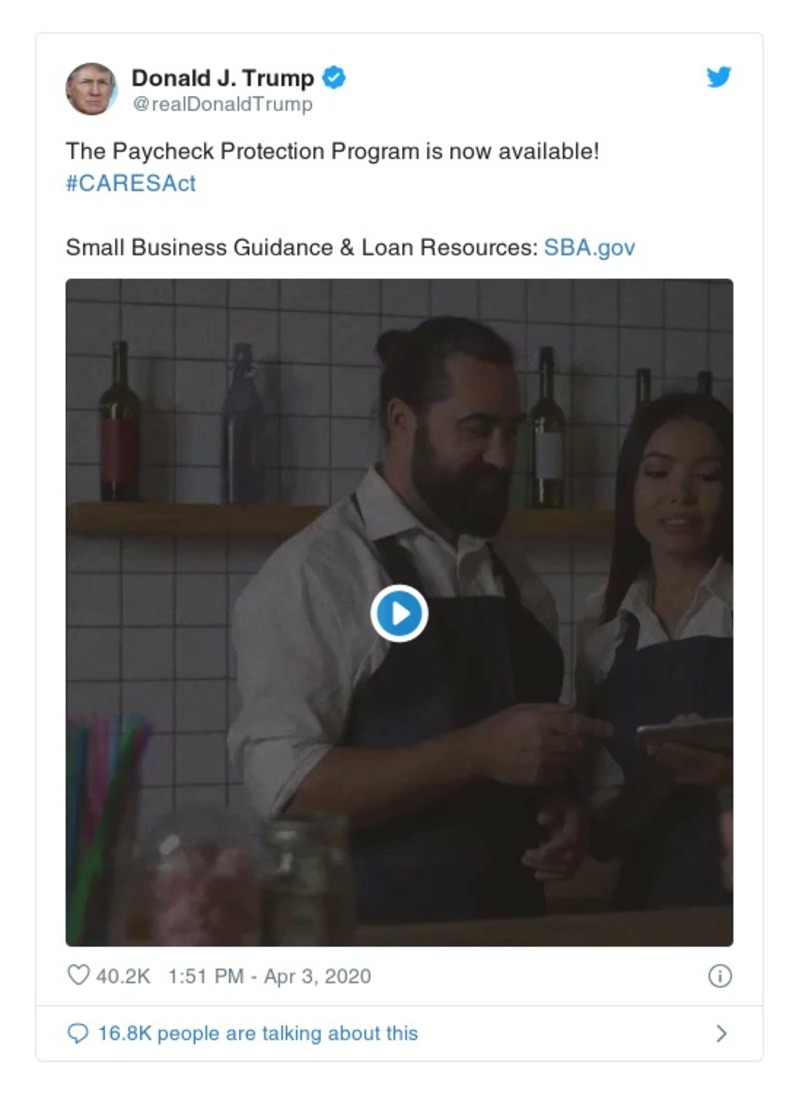 Donald J. Trump
@realDonaldTrump
The Paycheck Protection Program is now available!
#CARESAct
Small Business Guidance & Loan Resources: SBA.gov
40.2K 1:51 PM - Apr 3, 2020
16.8K people are talking about this